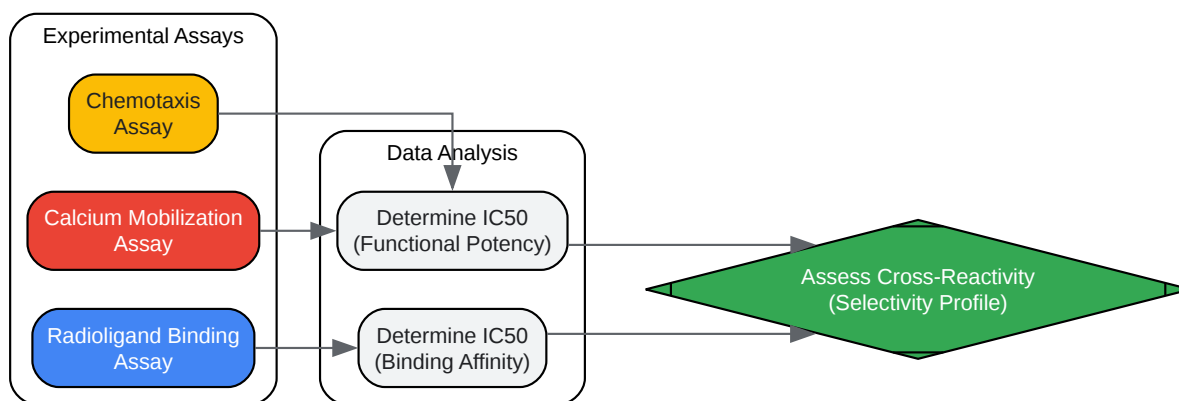 Experimental Assays
Chemotaxis
Assay
Calcium Mobilization
Assay
Radioligand Binding
Assay
Data Analysis
Determine IC50
(Functional Potency)
Determine IC50
(Binding Affinity)
Assess Cross-Reactivity
(Selectivity Profile)